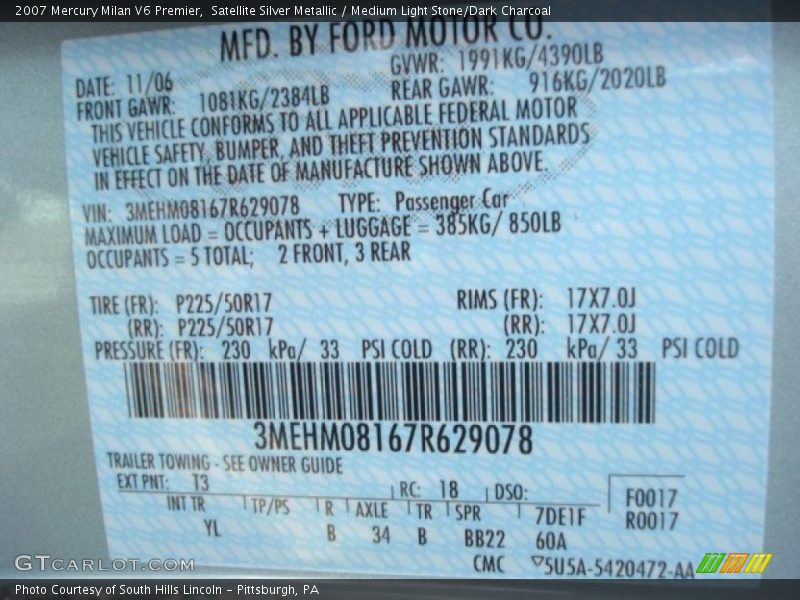 2007 Mercury Milan V6 Premier,  Satellite Silver Metallic / Medium Light Stone/Dark Charcoal
MFD. BY FORD MOTOR CO.
DATE: 11/06 GVWR: 1991KG/4390LB
FRONT GAWR: 1081KG/2384LB REAR GAWR: 916KG/2020LB
THIS VEHICLE CONFORMS TO ALL APPLICABLE FEDERAL MOTOR
VEHICLE SAFETY, BUMPER, AND THEFT PREVENTION STANDARDS
IN EFFECT ON THE DATE OF MANUFACTURE SHOWN ABOVE.
VIN: 3MEHM08167R629078 TYPE: Passenger Car
MAXIMUM LOAD = OCCUPANTS + LUGGAGE = 385KG/ 850LB
OCCUPANTS = 5 TOTAL; 2 FRONT, 3 REAR
TIRE (FR): P225/50R17 RIMS (FR): 17X7.0J
(RR): P225/50R17 (RR): 17X7.0J
PRESSURE (FR): 230 kPa/ 33 PSI COLD (RR): 230 kPa/ 33 PSI COLD
3MEHM08167R629078
TRAILER TOWING - SEE OWNER GUIDE
EXT PNT: T3 RC: 18 DSO: F0017
INT TR TP/PS R AXLE TR SPR 7DE1F R0017
YL B 34 B BB22 60A
CMC ▽5U5A-5420472-AA
GTCARLOT.COM
Photo Courtesy of South Hills Lincoln - Pittsburgh, PA